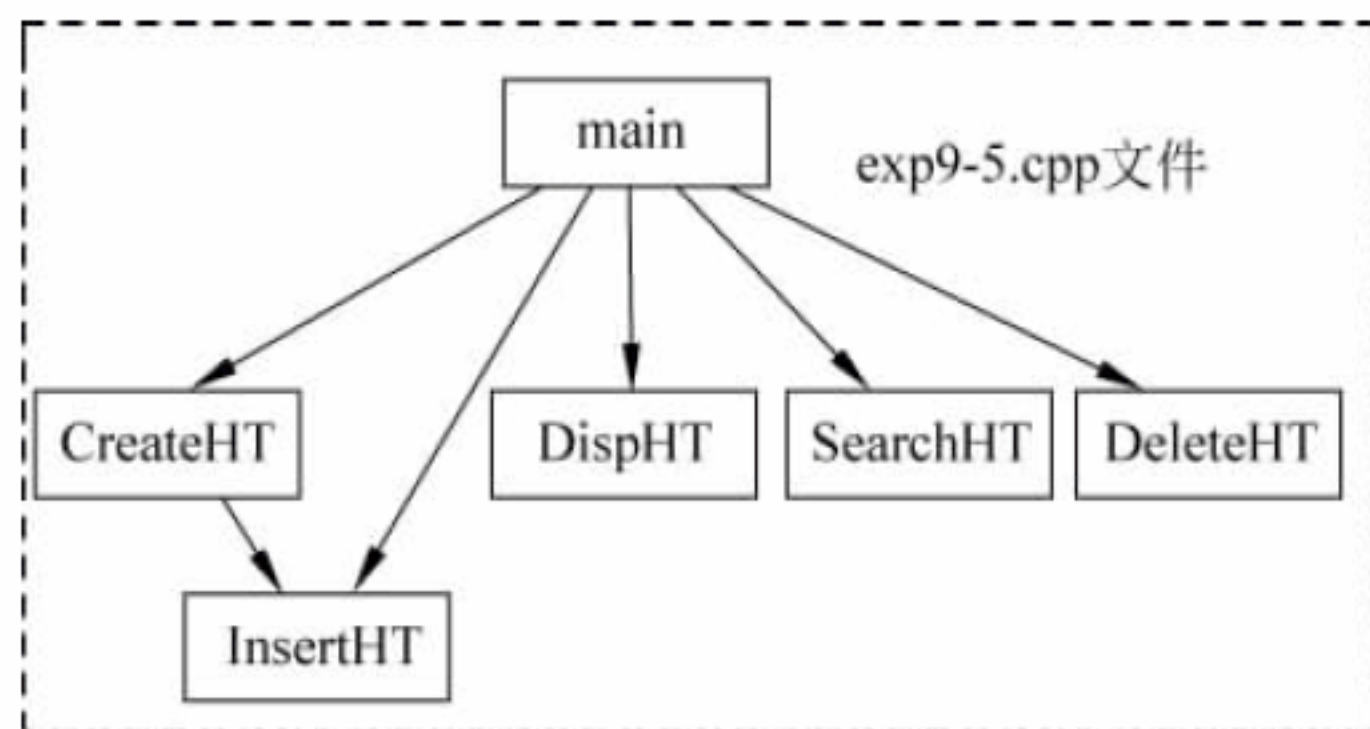 main
exp9-5.cpp文件
CreateHT
DispHT
SearchHT
DeleteHT
InsertHT